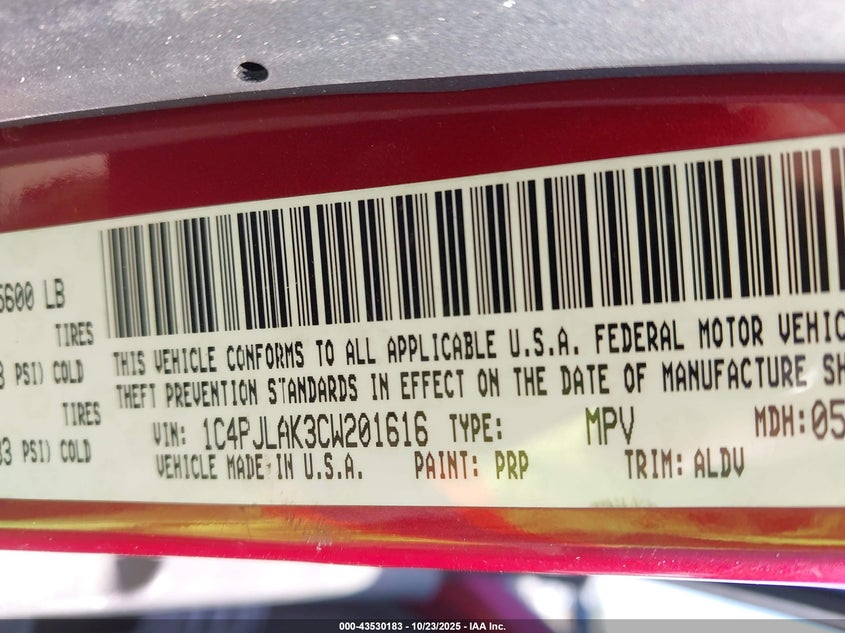 5600 LB
TIRES
PSI) COLD
TIRES
33 PSI) COLD
THIS VEHICLE CONFORMS TO ALL APPLICABLE U.S.A. FEDERAL MOTOR
THEFT PREVENTION STANDARDS IN EFFECT ON THE DATE OF MANUFACTURE
VIN: 1C4PJLAK3CW201616 TYPE: MPV MDH:05
VEHICLE MADE IN U.S.A. PAINT: PRP TRIM: ALDV
000-43530183 - 10/23/2025 - IAA Inc.